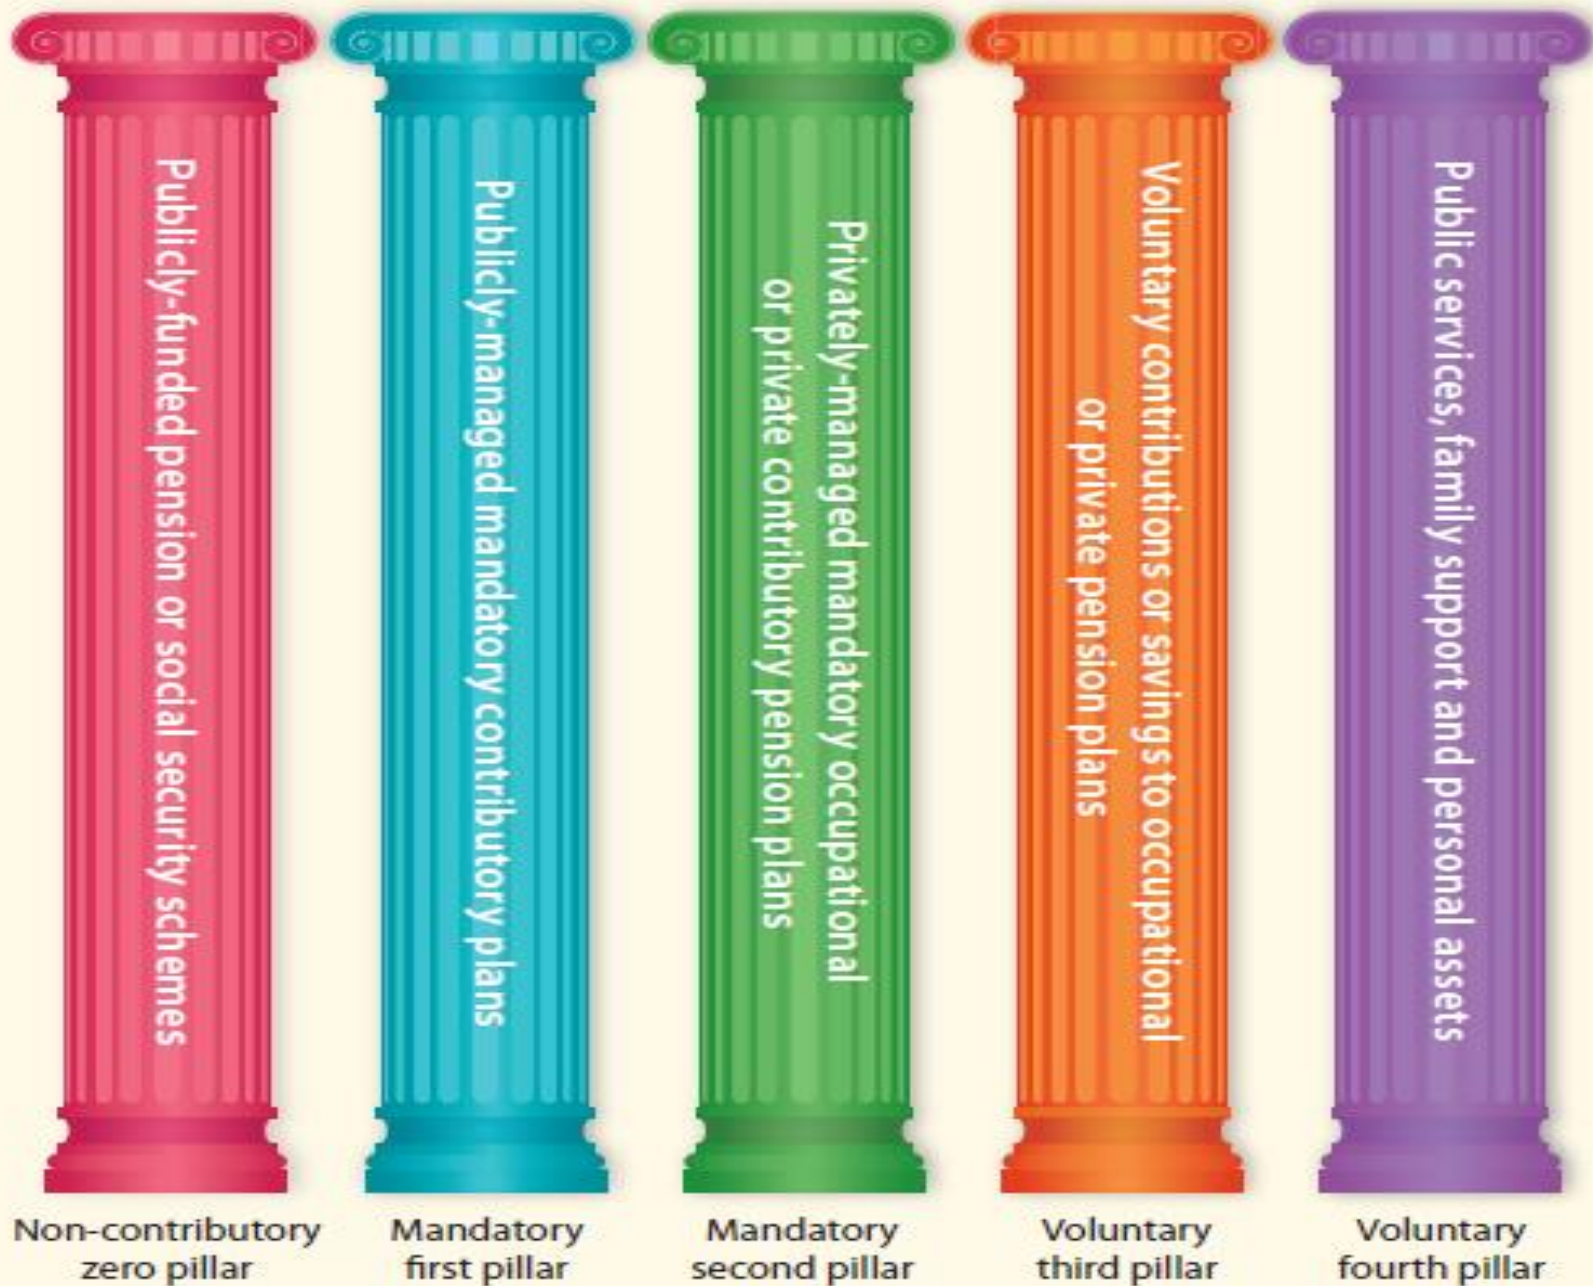 Publicly-funded pension or social security schemes
Publicly-managed mandatory contributory plans
Privately-managed mandatory occupational
or private contributory pension plans
Voluntary contributions or savings to occupational
or private pension plans
Public services, family support and personal assets
Non-contributory
zero pillar
Mandatory
first pillar
Mandatory
second pillar
Voluntary
third pillar
Voluntary
fourth pillar